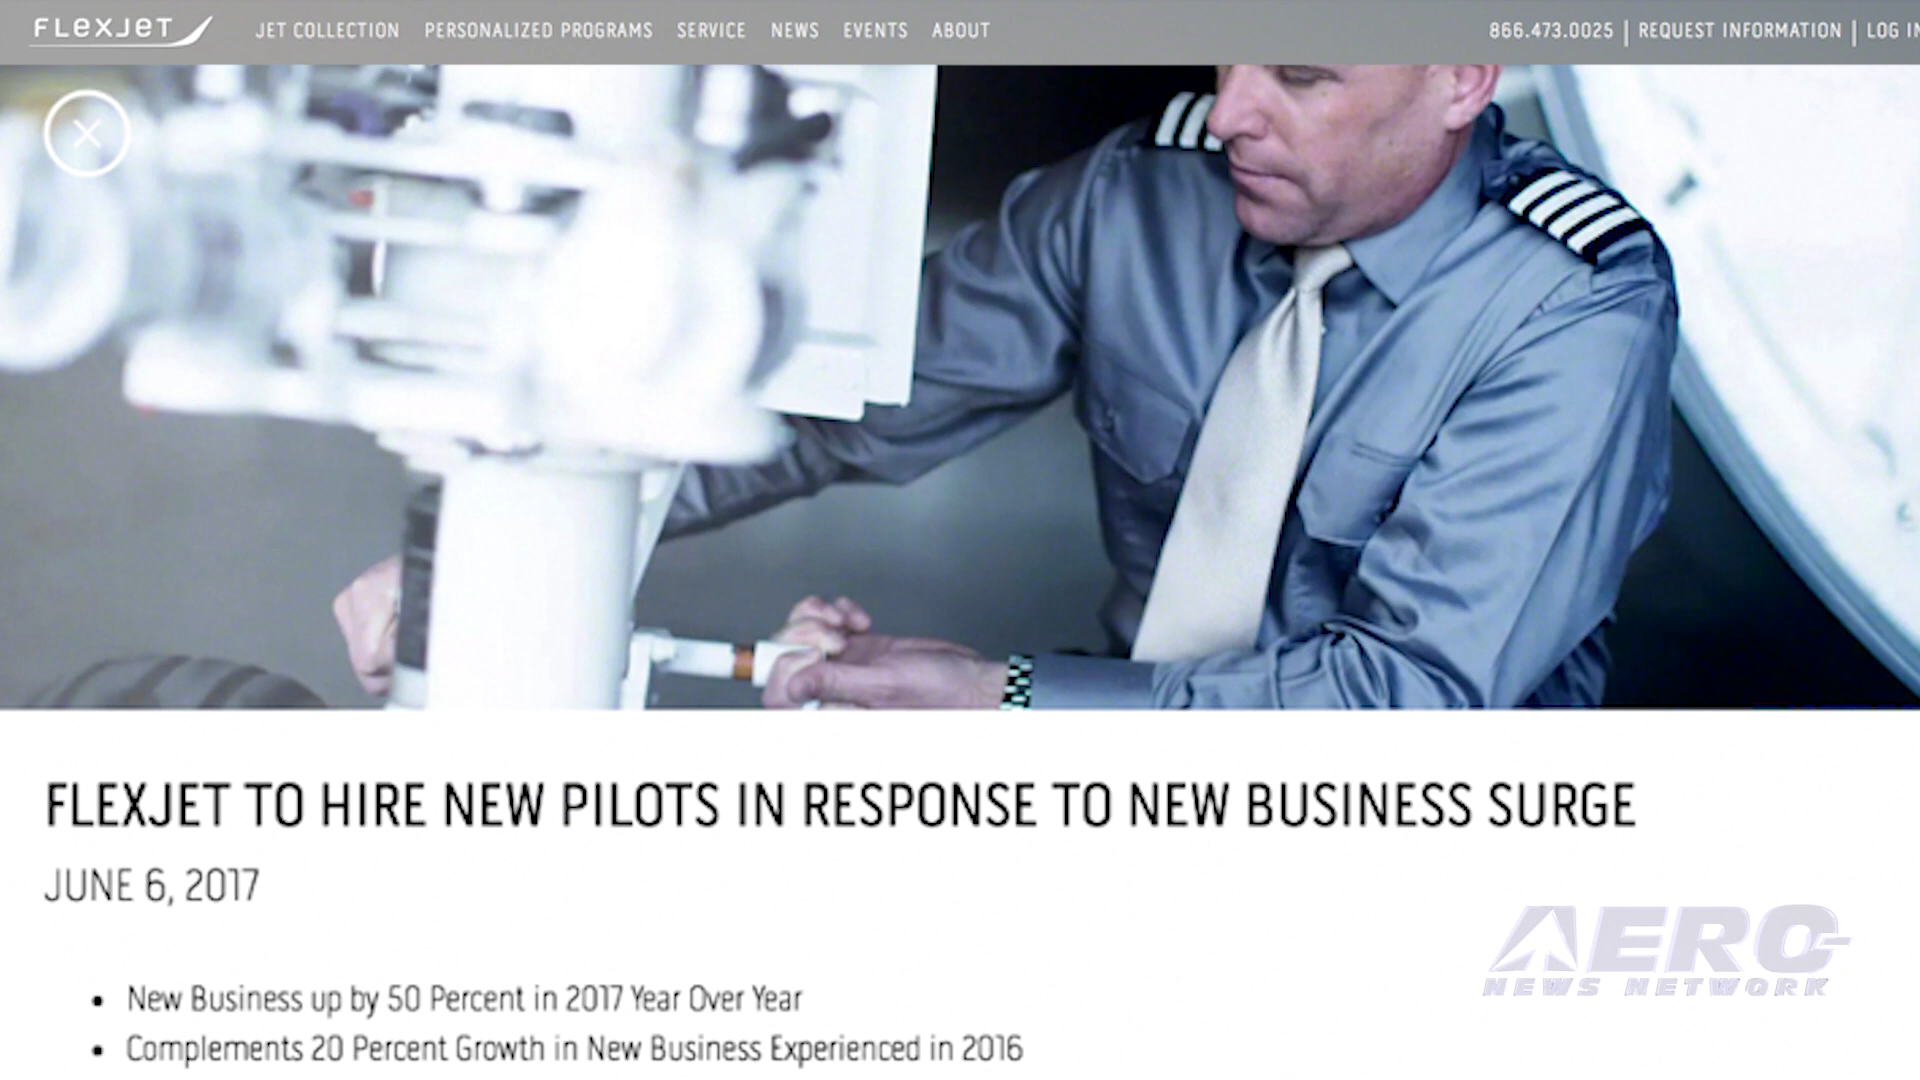 FLEXJET
JET COLLECTION PERSONALIZED PROGRAMS SERVICE NEWS EVENTS ABOUT 866.473.0025 | REQUEST INFORMATION | LOG IN
FLEXJET TO HIRE NEW PILOTS IN RESPONSE TO NEW BUSINESS SURGE
JUNE 6, 2017
• New Business up by 50 Percent in 2017 Year Over Year
• Complements 20 Percent Growth in New Business Experienced in 2016
AERO
NEWS NETWORK